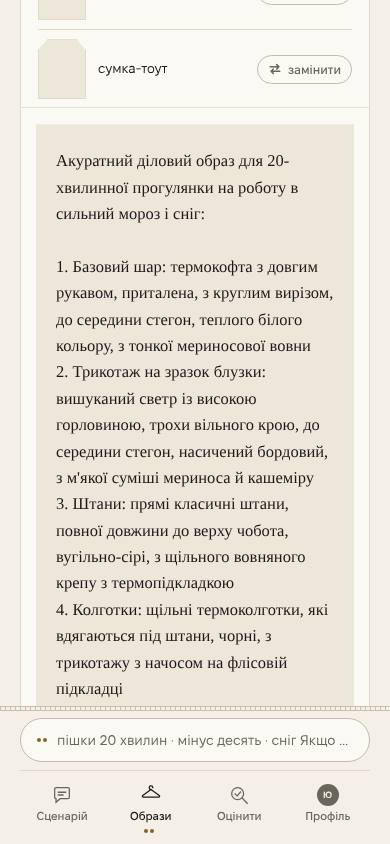 сумка-тоут
замінити
Акуратний діловий образ для 20-
хвилинної прогулянки на роботу в
сильний мороз і сніг:
1. Базовий шар: термокофта з довгим
рукавом, приталена, з круглим вирізом,
до середини стегон, теплого білого
кольору, з тонкої мериносової вовни
2. Трикотаж на зразок блузки:
вишуканий светр із високою
горловиною, трохи вільного крою, до
середини стегон, насичений бордовий,
з м'якої суміші мериноса й кашеміру
3. Штани: прямі класичні штани,
повної довжини до верху чобота,
вугільно-сірі, з щільного вовняного
крепу з термопідкладкою
4. Колготки: щільні термоколготки, які
вдягаються під штани, чорні, з
трикотажу з начосом на флісовій
підкладці
пішки 20 хвилин · мінус десять · сніг Якщо ...
Сценарій
Образи
Оцінити
Ю
Профіль